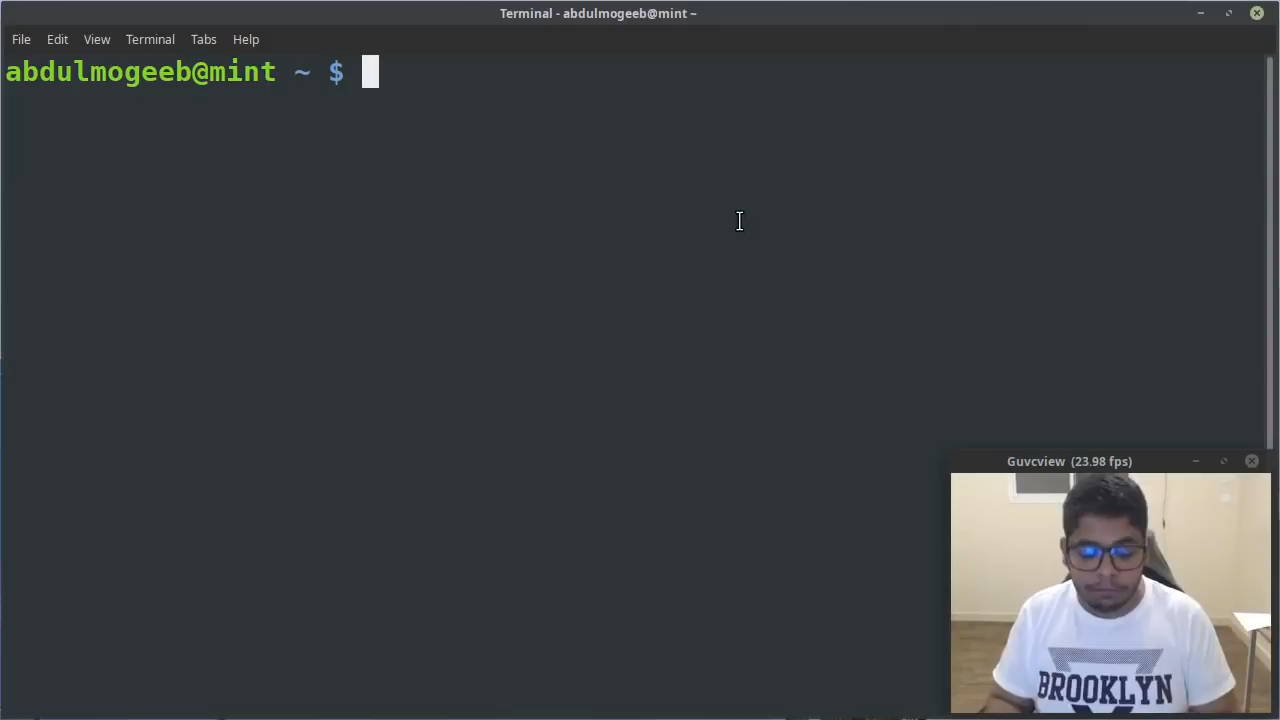 Terminal - abdulmogeeb@mint ~
File Edit View Terminal Tabs Help
abdulmogeeb@mint ~ $
Guvcview (23.98 fps)
BROOKLYN